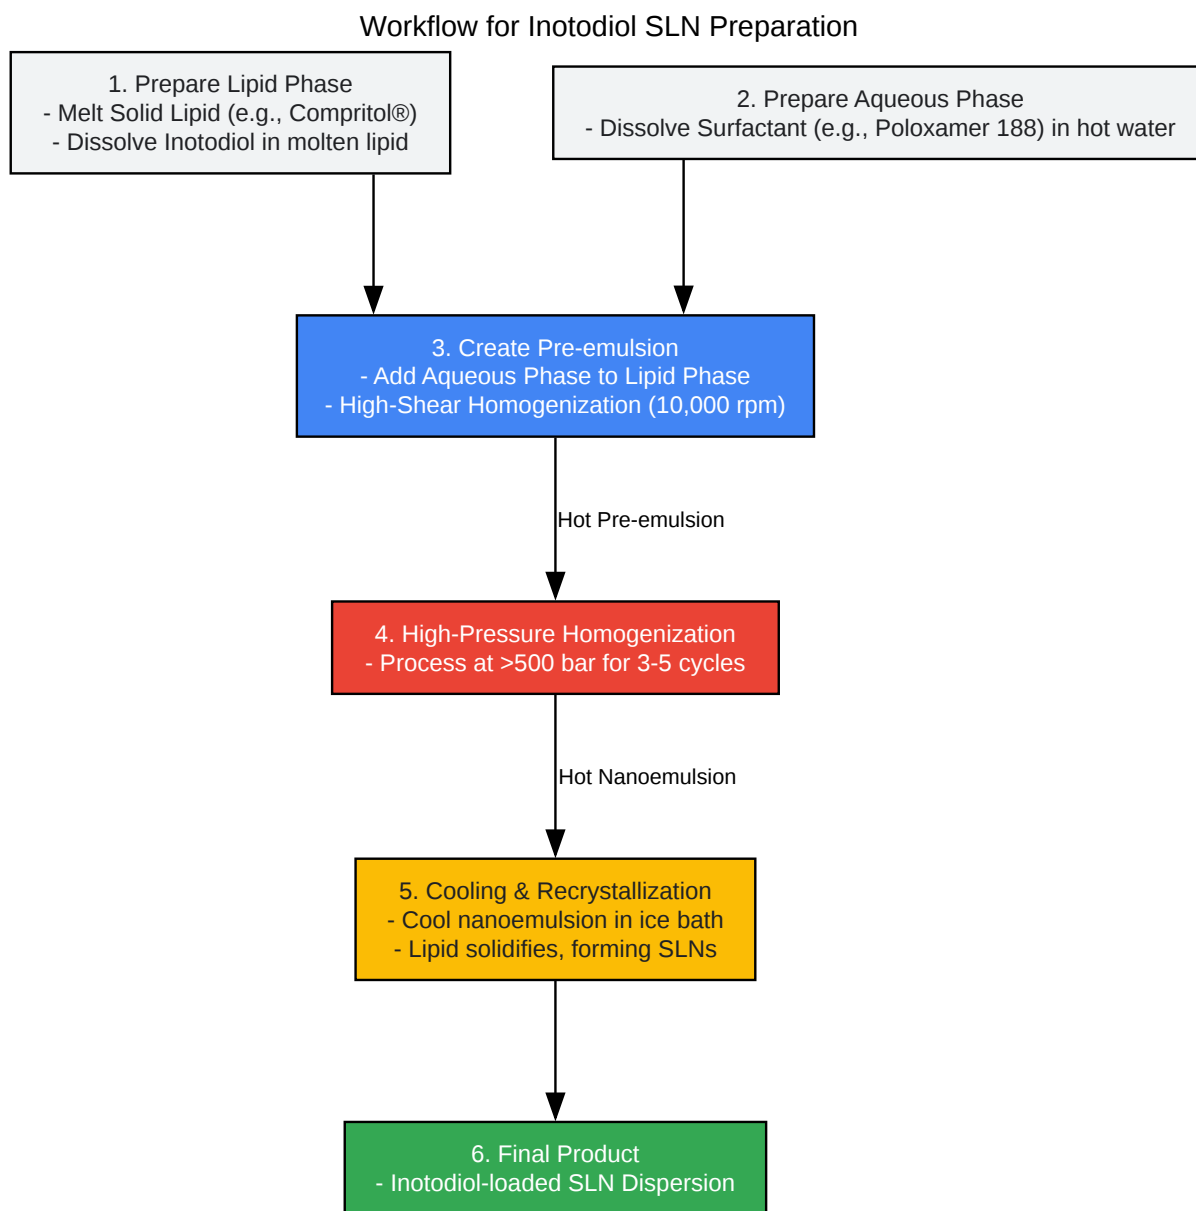 Workflow for Inotodiol SLN Preparation
1. Prepare Lipid Phase
- Melt Solid Lipid (e.g., Compritol®)
- Dissolve Inotodiol in molten lipid
2. Prepare Aqueous Phase
- Dissolve Surfactant (e.g., Poloxamer 188) in hot water
3. Create Pre-emulsion
- Add Aqueous Phase to Lipid Phase
- High-Shear Homogenization (10,000 rpm)
Hot Pre-emulsion
4. High-Pressure Homogenization
- Process at >500 bar for 3-5 cycles
Hot Nanoemulsion
5. Cooling & Recrystallization
- Cool nanoemulsion in ice bath
- Lipid solidifies, forming SLNs
6. Final Product
- Inotodiol-loaded SLN Dispersion